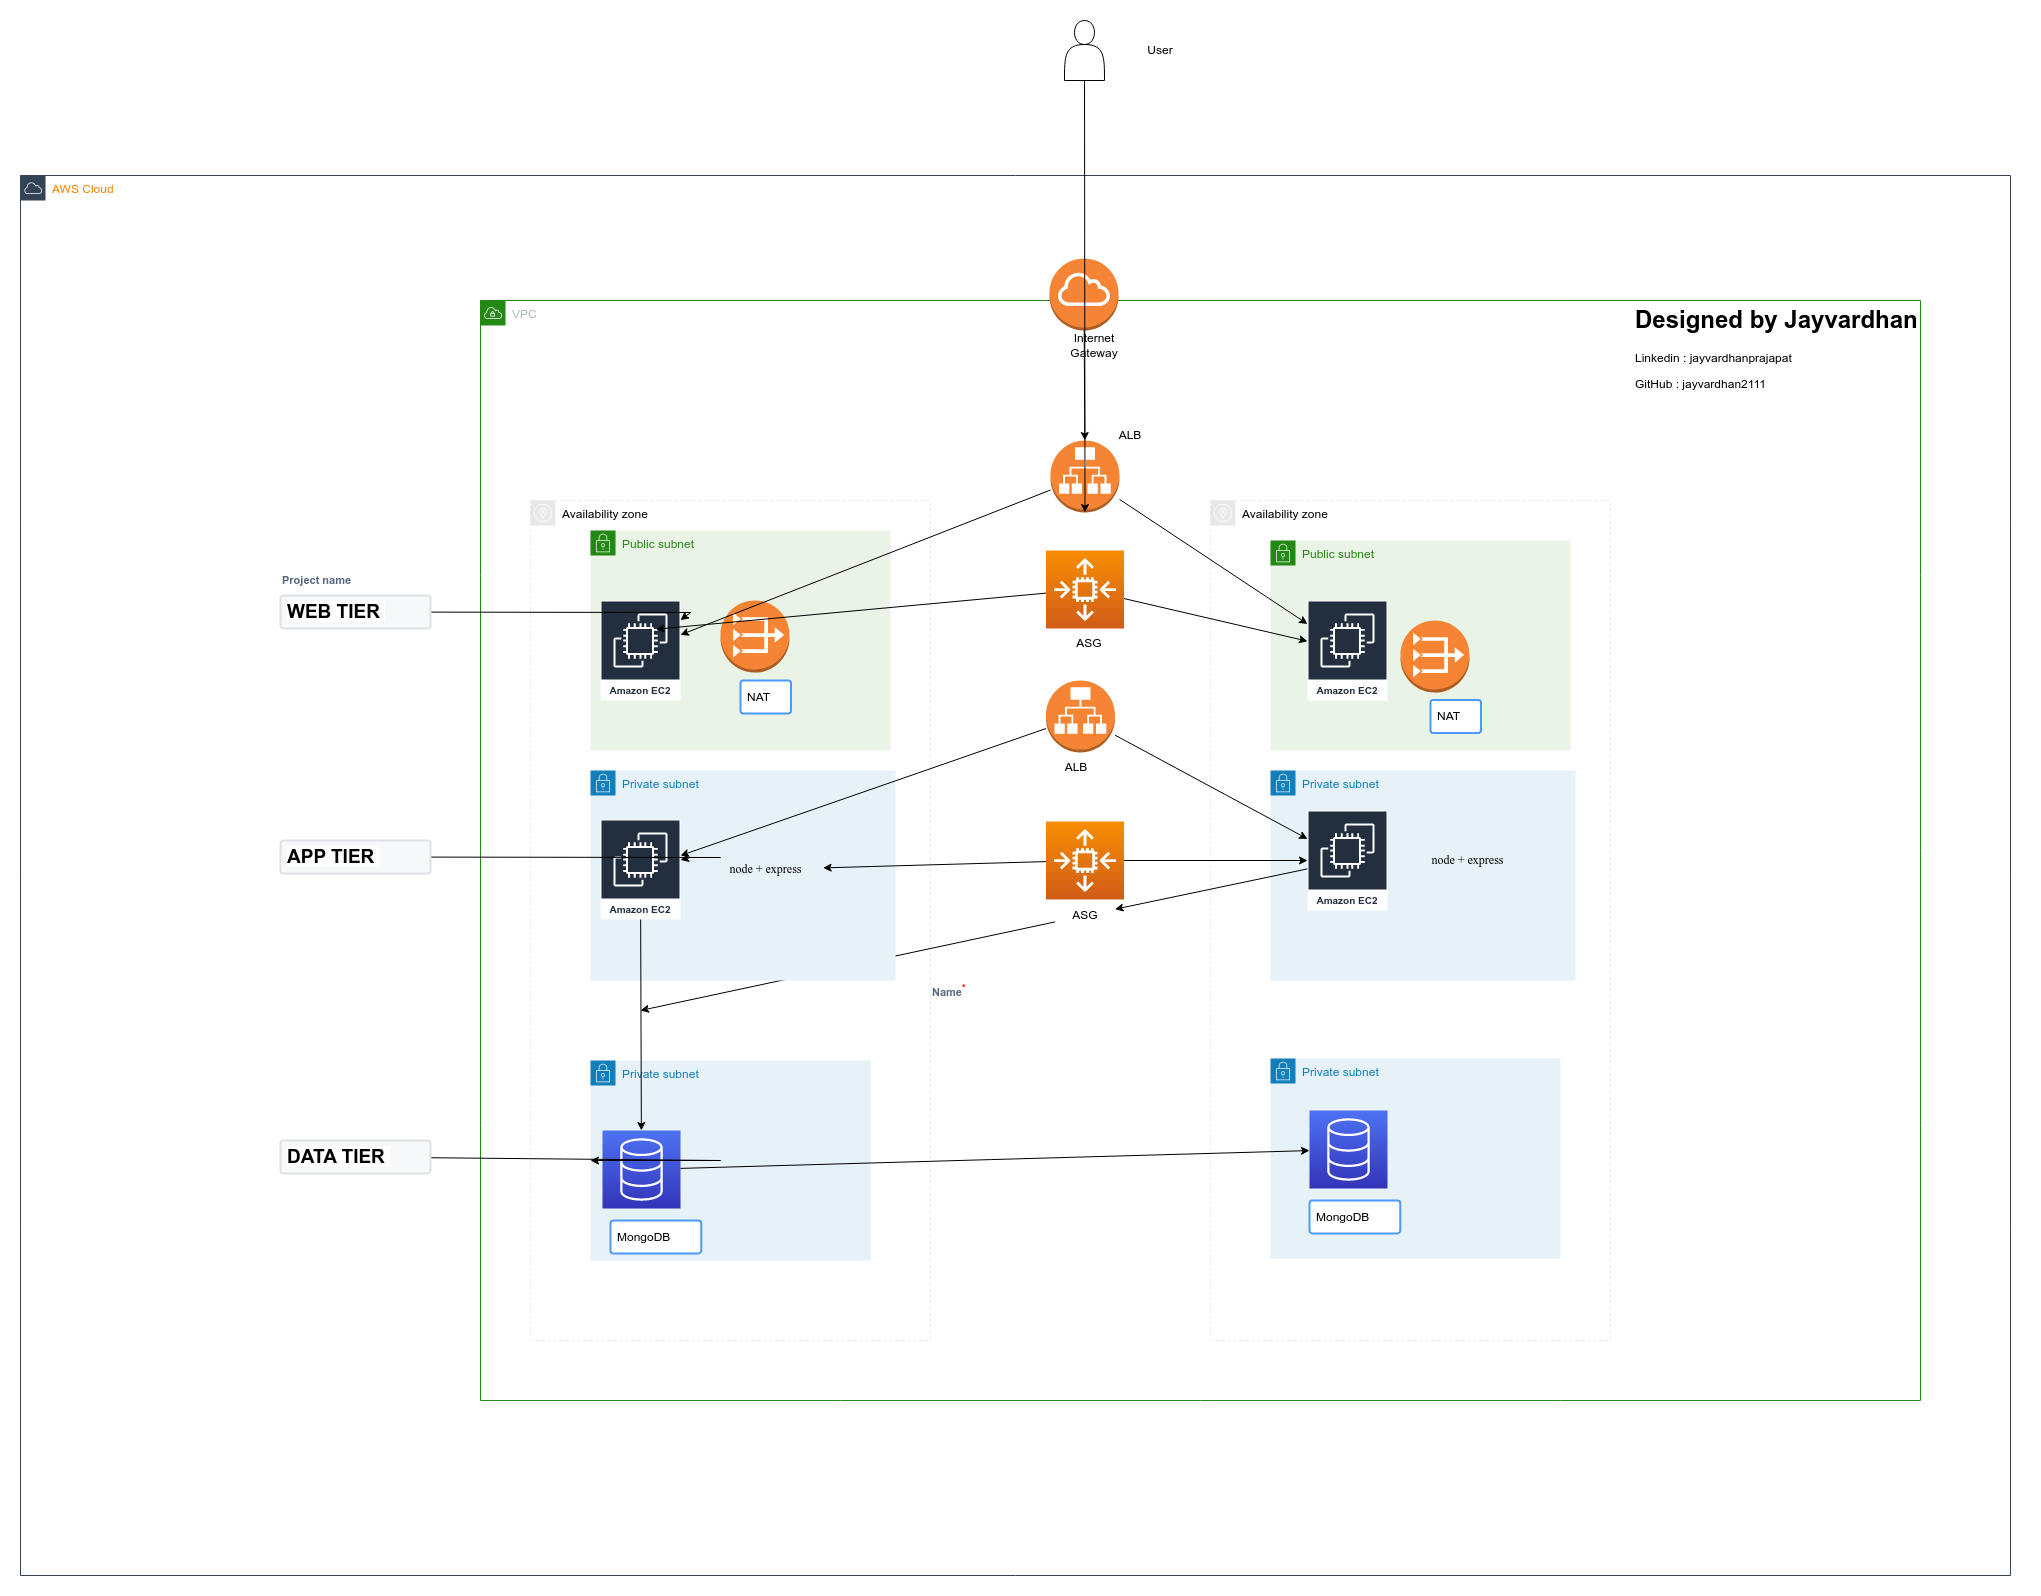 User
AWS Cloud
VPC
Internet
Gateway
Designed by Jayvardhan
Linkedin : jayvardhanprajapat
GitHub : jayvardhan2111
ALB
Availability zone
Availability zone
Public subnet
Public subnet
Project name
WEB TIER
Amazon EC2
NAT
ASG
Amazon EC2
NAT
ALB
Private subnet
Private subnet
APP TIER
Amazon EC2
node + express
ASG
Amazon EC2
node + express
Name*
Private subnet
Private subnet
DATA TIER
MongoDB
MongoDB